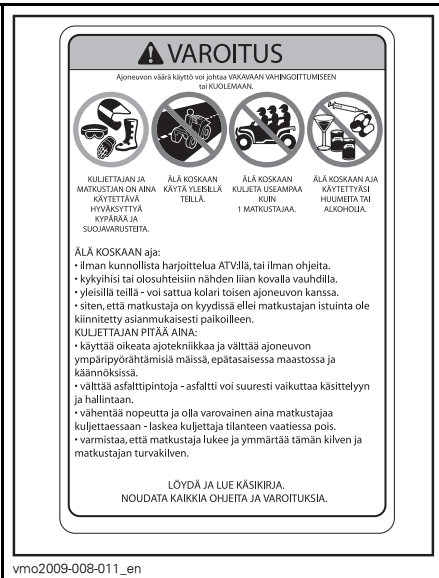 VAROITUS
Ajoneuvon väärä käyttö voi johtaa VAKAVAAN VAHINGOITTUMISEEN
tai KUOLEMAAN.
KULJETTAJAN JA
MATKUSTJAN ON AINA
KÄYTETTÄVÄ
HYVÄKSYTTYÄ
KYPÄRÄÄ JA
SUOJAVARUSTEITA.
ÄLÄ KOSKAAN
KÄYTÄ YLEISILLÄ
TEILLÄ.
ÄLÄ KOSKAAN
KULJETA USEAMPAA
KUIN
1 MATKUSTAJAA.
ÄLÄ KOSKAAN AJA
KÄYTETTYÄSI
HUUMEITA TAI
ALKOHOLIA.
ÄLÄ KOSKAAN aja:
• ilman kunnollista harjoittelua ATV:llä, tai ilman ohjeita.
• kykyihisi tai olosuhteisiin nähden liian kovalla vauhdilla.
• yleisillä teillä - voi sattua kolari toisen ajoneuvon kanssa.
• siten, että matkustaja on kyydissä ellei matkustajan istuinta ole
kiinnitetty asianmukaisesti paikoilleen.
KULJETTAJAN PITÄÄ AINA:
• käyttää oikeata ajotekniikkaa ja välttää ajoneuvon
ympäripyörähtämisiä mäissä, epätasaisessa maastossa ja
käännöksissä.
• välttää asfalttipintoja - asfaltti voi suuresti vaikuttaa käsittelyyn
ja hallintaan.
• vähentää nopeutta ja olla varovainen aina matkustajaa
kuljettaessaan - laskea kuljettaja tilanteen vaatiessa pois.
• varmistaa, että matkustaja lukee ja ymmärtää tämän kilven ja
matkustajan turvakilven.
LÖYDÄ JA LUE KÄSIKIRJA.
NOUDATA KAIKKIA OHJEITA JA VAROITUKSIA.
vmo2009-008-011_en